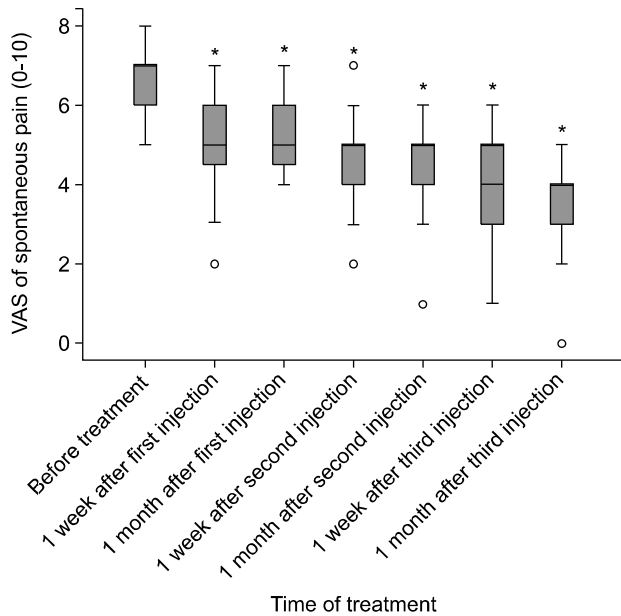 VAS of spontaneous pain (0-10)
8
6
4
2
0
* * * * * *
Before treatment
1 week after first injection
1 month after first injection
1 week after second injection
1 month after second injection
1 week after third injection
1 month after third injection
Time of treatment